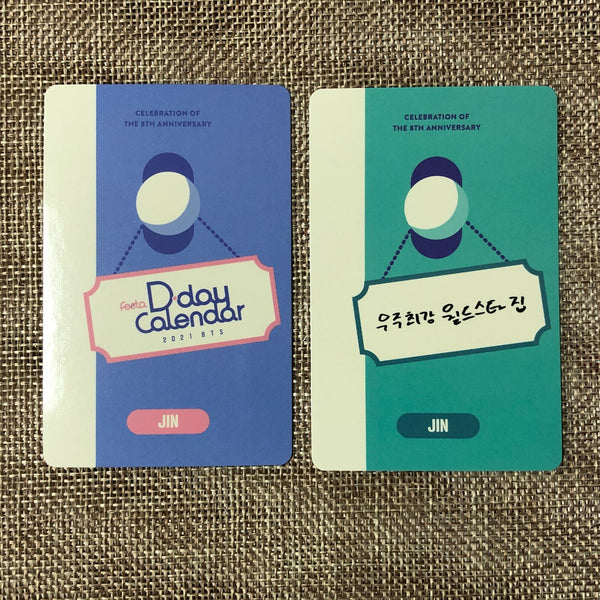 CELEBRATION OF
THE 8TH ANNIVERSARY
festa D-day
Calendar
2021 BTS
JIN
CELEBRATION OF
THE 8TH ANNIVERSARY
우주최강 월드스타 진
JIN